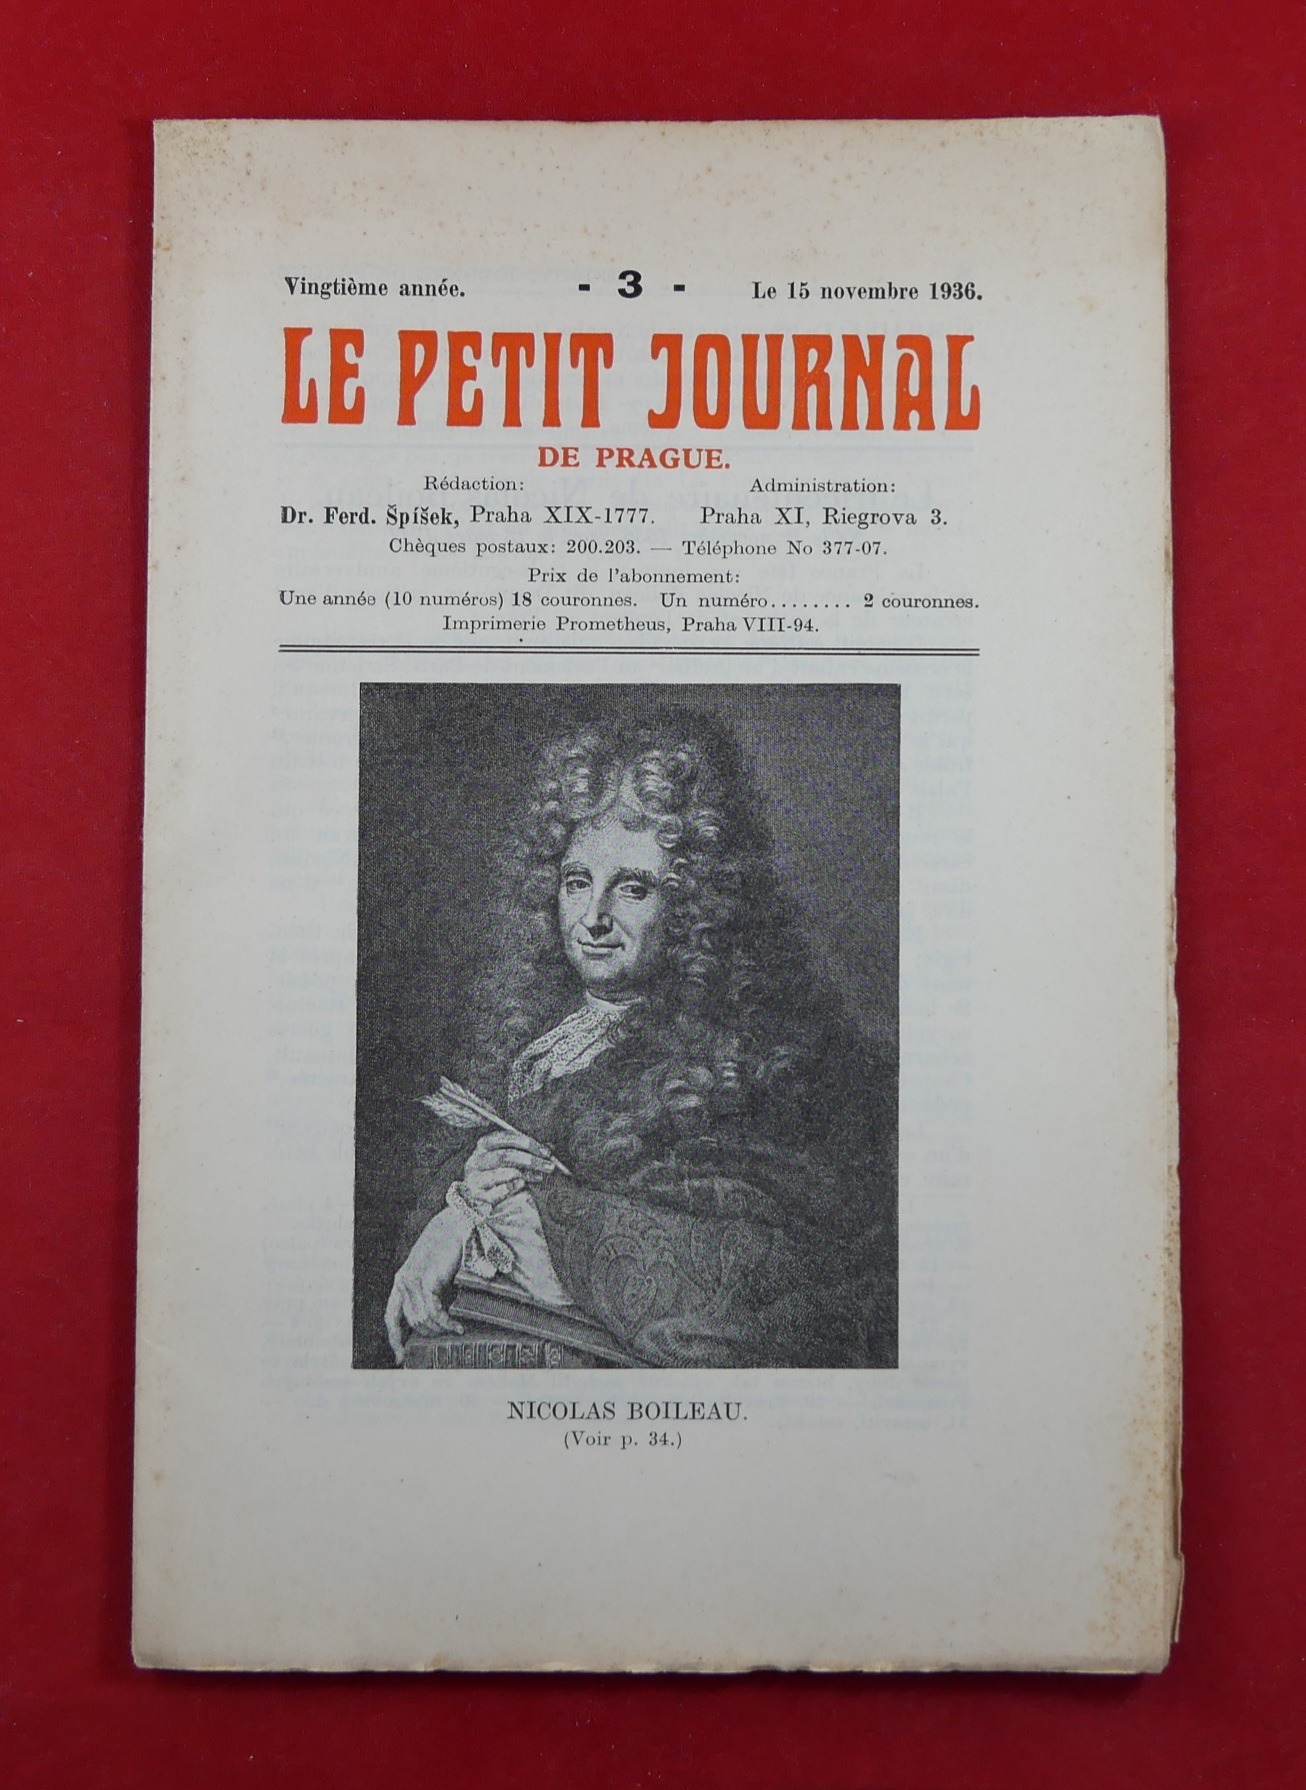 Vingtième année. - 3 - Le 15 novembre 1936.
LE PETIT JOURNAL
DE PRAGUE.
Rédaction: Administration:
Dr. Ferd. Špíšek, Praha XIX-1777. Praha XI, Riegrova 3.
Chèques postaux: 200.203. — Téléphone No 377-07.
Prix de l'abonnement:
Une année (10 numéros) 18 couronnes. Un numéro........ 2 couronnes.
Imprimerie Prometheus, Praha VIII-94.
NICOLAS BOILEAU.
(Voir p. 34.)